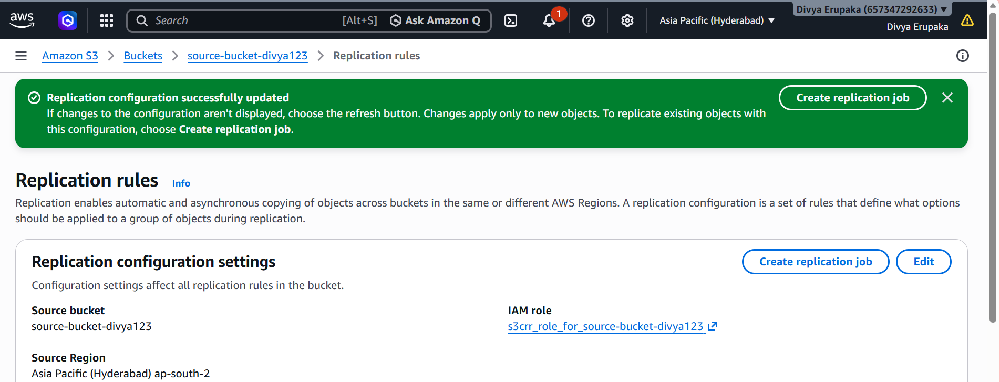 aws
Search [Alt+S] Ask Amazon Q
1
Asia Pacific (Hyderabad)
Divya Erupaka (657347292633)
Divya Erupaka
Amazon S3 Buckets source-bucket-divya123 Replication rules
Replication configuration successfully updated
Create replication job
If changes to the configuration aren't displayed, choose the refresh button. Changes apply only to new objects. To replicate existing objects with
this configuration, choose Create replication job.
Replication rules Info
Replication enables automatic and asynchronous copying of objects across buckets in the same or different AWS Regions. A replication configuration is a set of rules that define what options
should be applied to a group of objects during replication.
Replication configuration settings
Create replication job Edit
Configuration settings affect all replication rules in the bucket.
Source bucket
source-bucket-divya123
IAM role
s3crr_role_for_source-bucket-divya123
Source Region
Asia Pacific (Hyderabad) ap-south-2